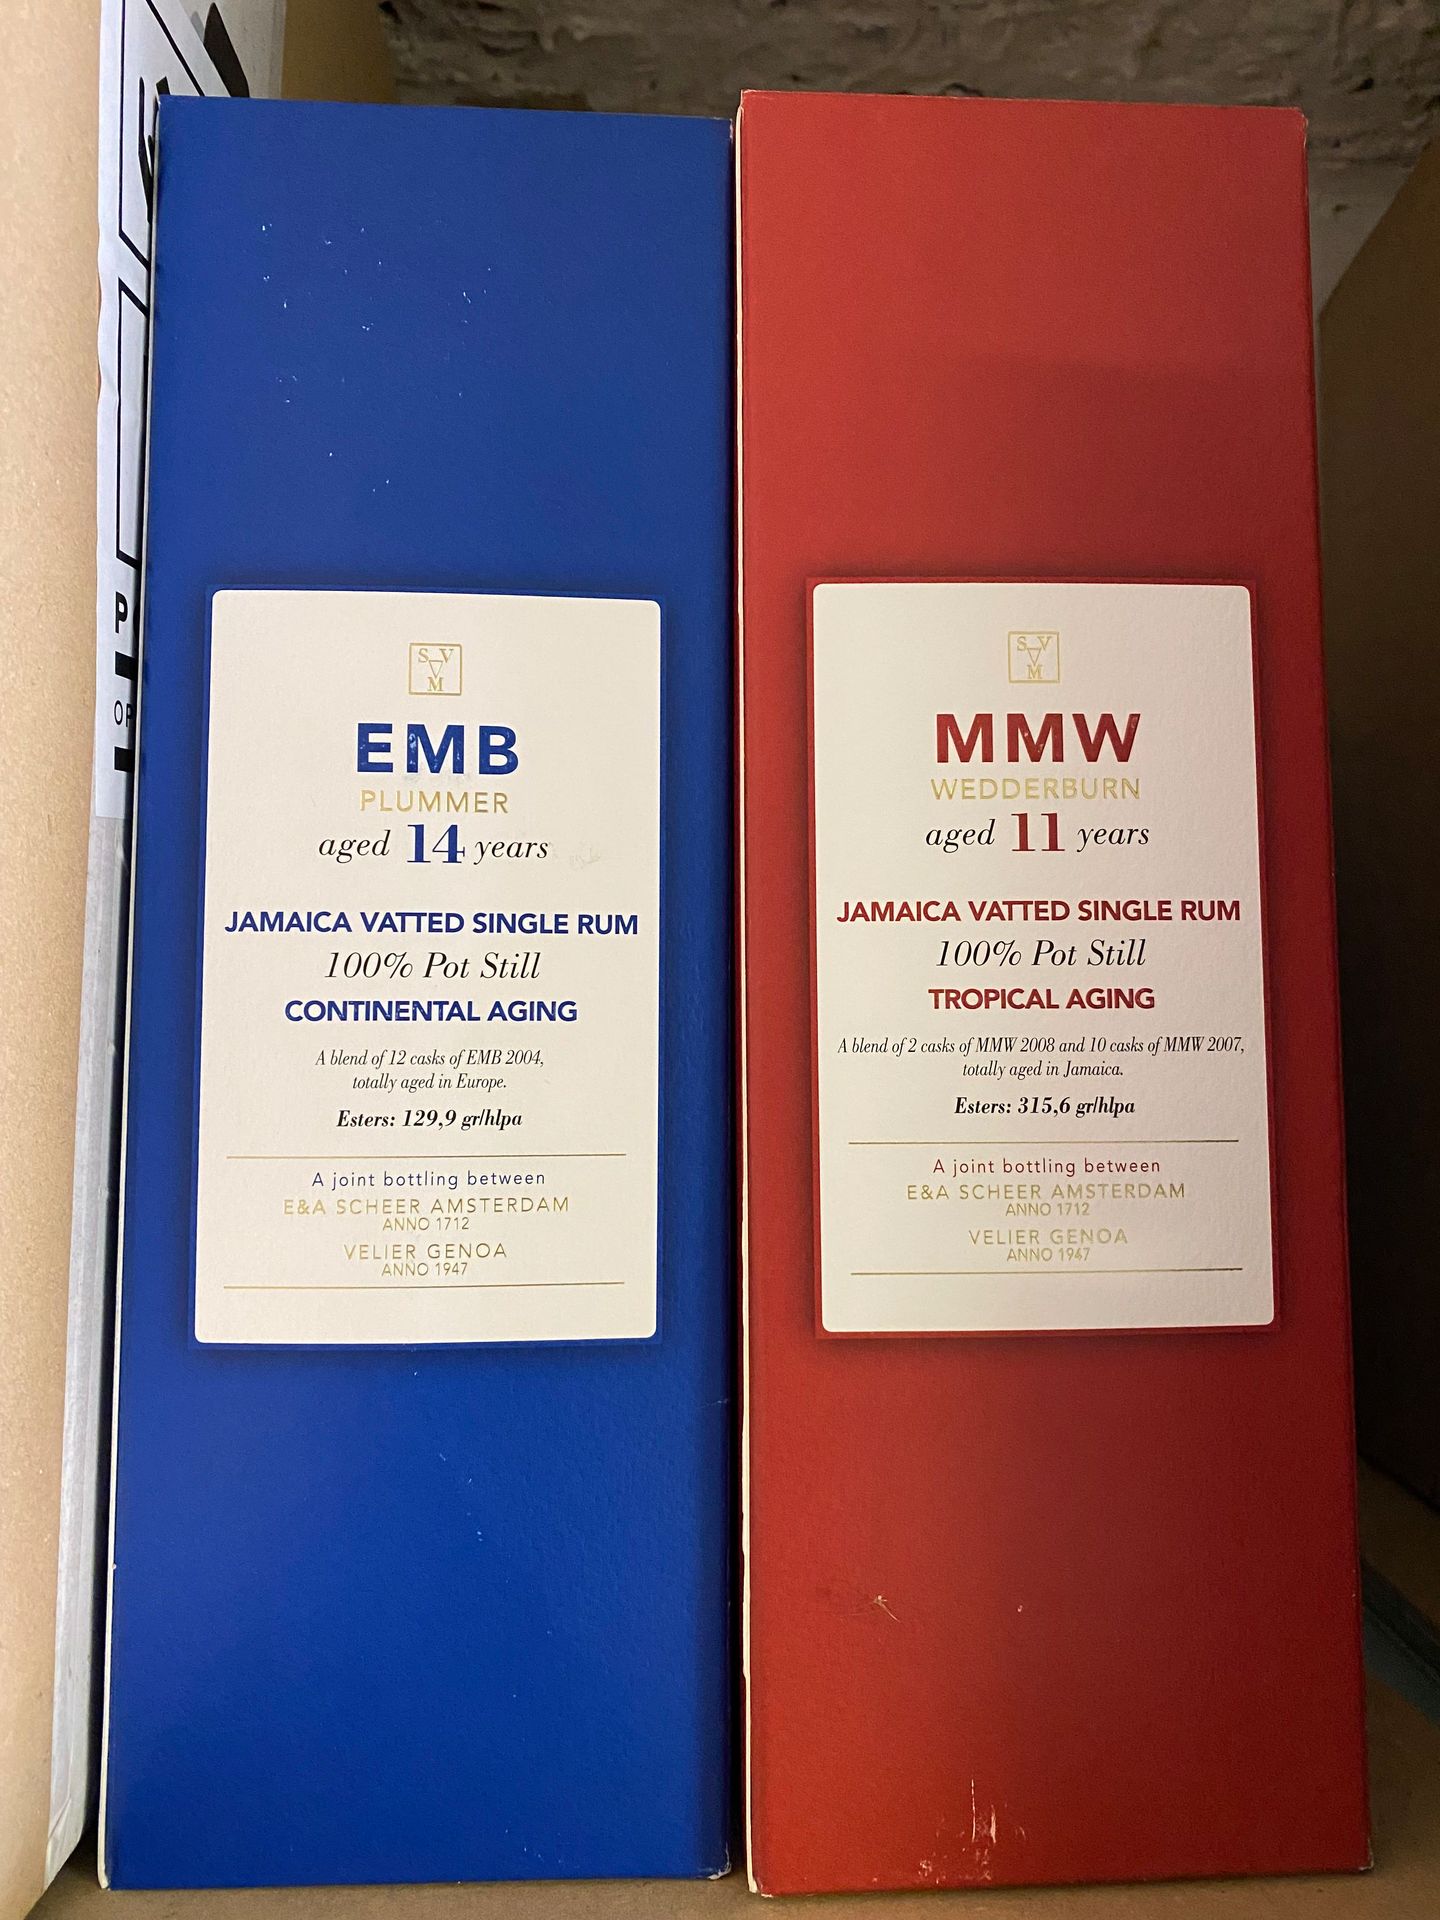 P
OR
S V
M
EMB
PLUMMER
aged 14 years
JAMAICA VATTED SINGLE RUM
100% Pot Still
CONTINENTAL AGING
A blend of 12 casks of EMB 2004,
totally aged in Europe.
Esters: 129,9 gr/hlpa
A joint bottling between
E&A SCHEER AMSTERDAM
ANNO 1712
VELIER GENOA
ANNO 1947
S V
M
MMW
WEDDERBURN
aged 11 years
JAMAICA VATTED SINGLE RUM
100% Pot Still
TROPICAL AGING
A blend of 2 casks of MMW 2008 and 10 casks of MMW 2007,
totally aged in Jamaica.
Esters: 315,6 gr/hlpa
A joint bottling between
E&A SCHEER AMSTERDAM
ANNO 1712
VELIER GENOA
ANNO 1947